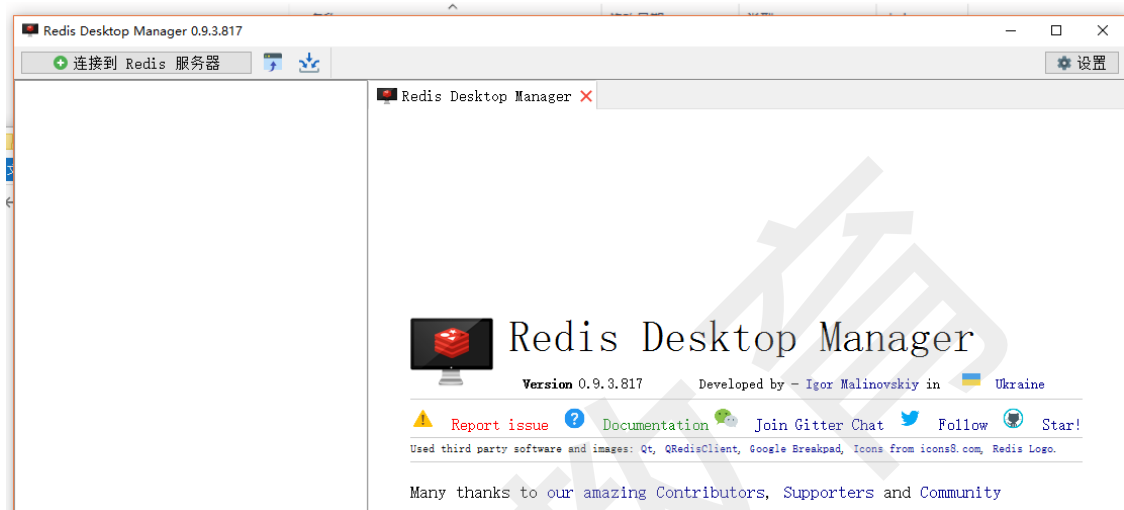 Redis Desktop Manager 0.9.3.817
连接到 Redis 服务器
设置
Redis Desktop Manager
Redis Desktop Manager
Version 0.9.3.817 Developed by - Igor Malinovskiy in Ukraine
Report issue Documentation Join Gitter Chat Follow Star!
Used third party software and images: Qt, QRedisClient, Google Breakpad, Icons from icons8.com, Redis Logo.
Many thanks to our amazing Contributors, Supporters and Community
育